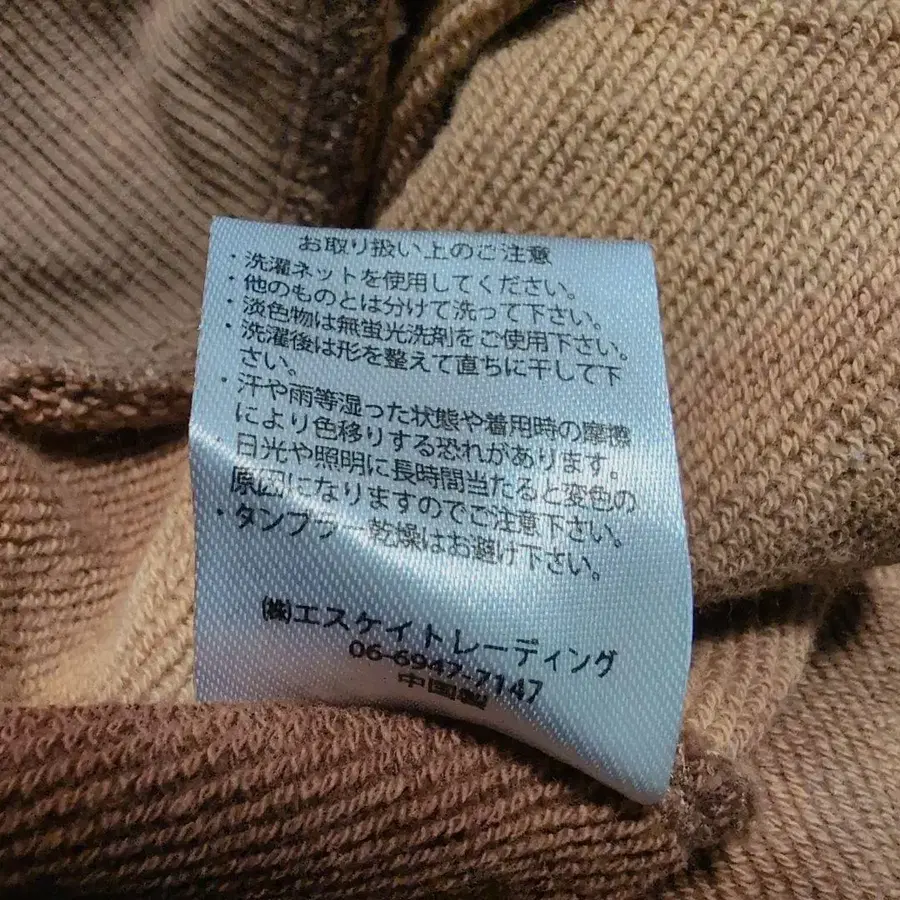 お取り扱い上のご注意
・洗濯ネットを使用してください。
・他のものとは分けて洗って下さい。
・淡色物は無蛍光洗剤をご使用下さい。
・洗濯後は形を整えて直ちに干して下
さい。
・汗や雨等湿った状態や着用時の摩擦
により色移りする恐れがあります。
日光や照明に長時間当たると変色の
原因になりますのでご注意下さい。
・タンブラー乾燥はお避け下さい。
㈱エスケイトレーディング
06-6947-7147
中国製